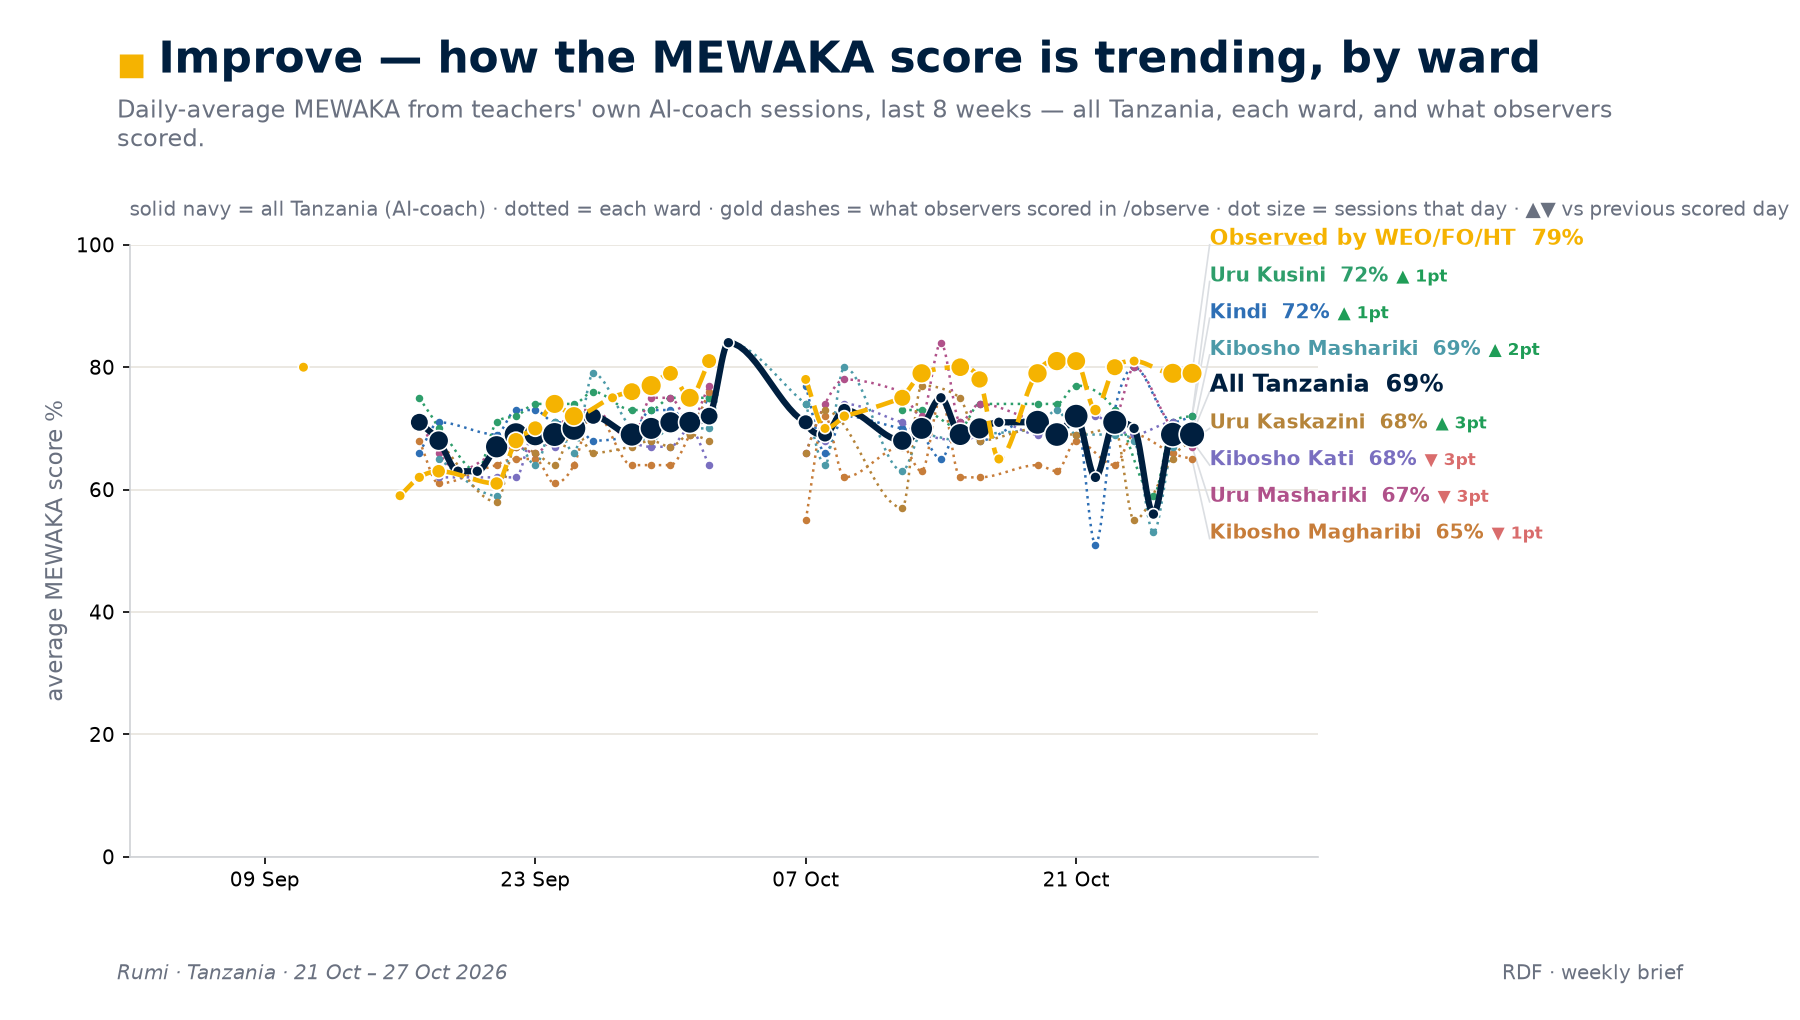 Improve — how the MEWAKA score is trending, by ward
Daily-average MEWAKA from teachers' own AI-coach sessions, last 8 weeks — all Tanzania, each ward, and what observers
scored.
solid navy = all Tanzania (AI-coach) · dotted = each ward · gold dashes = what observers scored in /observe · dot size = sessions that day · ▲▼ vs previous scored day
average MEWAKA score %
100
80
60
40
20
0
09 Sep
23 Sep
07 Oct
21 Oct
Observed by WEO/FO/HT 79%
Uru Kusini 72% ▲ 1pt
Kindi 72% ▲ 1pt
Kibosho Mashariki 69% ▲ 2pt
All Tanzania 69%
Uru Kaskazini 68% ▲ 3pt
Kibosho Kati 68% ▼ 3pt
Uru Mashariki 67% ▼ 3pt
Kibosho Magharibi 65% ▼ 1pt
Rumi · Tanzania · 21 Oct – 27 Oct 2026
RDF · weekly brief